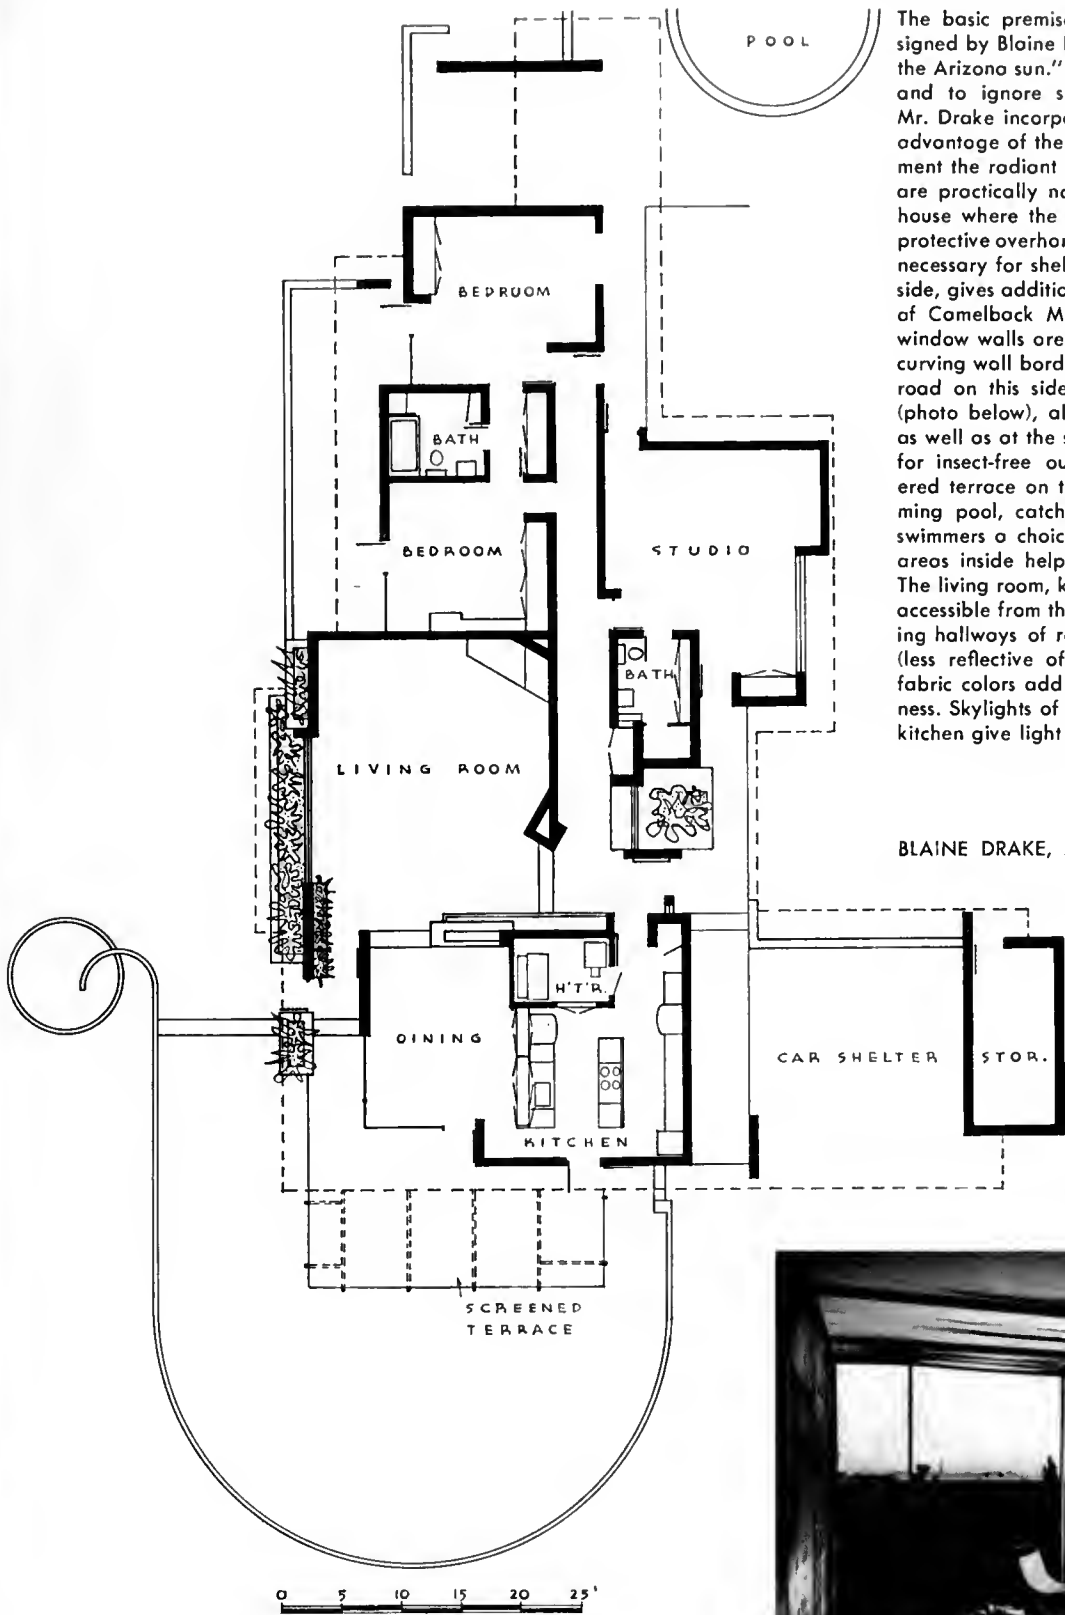 POOL
BEDROOM
BATH
BEDROOM
STUDIO
BATH
LIVING ROOM
H'T'R.
DINING
KITCHEN
CAR SHELTER
STOR.
SCREENED
TERRACE
0 5 10 15 20 25'
The basic premise
signed by Blaine
the Arizona sun."
and to ignore s
Mr. Drake incorpo
advantage of the
ment the radiant
are practically no
house where the
protective overhan
necessary for shel
side, gives additio
of Camelback M
window walls are
curving wall bord
road on this side
(photo below), al
as well as at the s
for insect-free ou
ered terrace on t
ming pool, catch
swimmers a choic
areas inside help
The living room, k
accessible from th
ing hallways of r
(less reflective of
fabric colors add
ness. Skylights of
kitchen give light
BLAINE DRAKE,